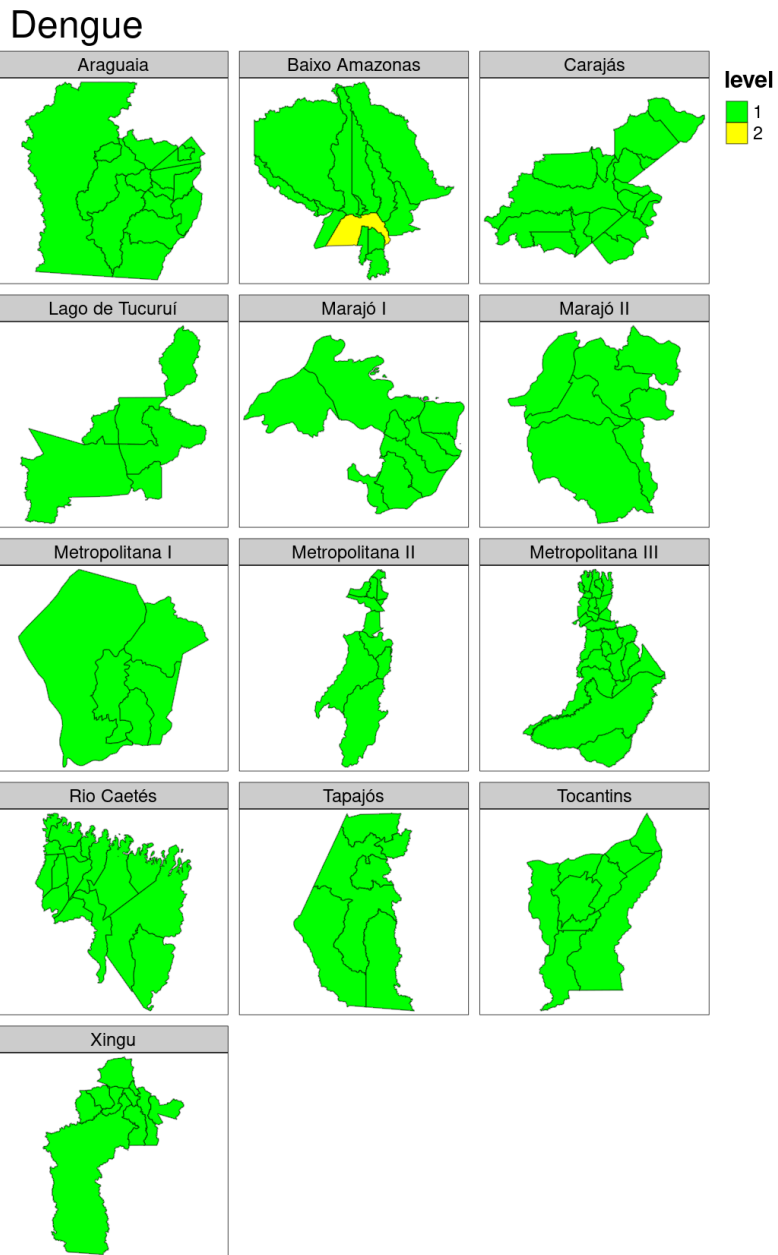 Dengue
Araguaia
Baixo Amazonas
Carajás
level
1
2
Lago de Tucuruí
Marajó I
Marajó II
Metropolitana I
Metropolitana II
Metropolitana III
Rio Caetés
Tapajós
Tocantins
Xingu